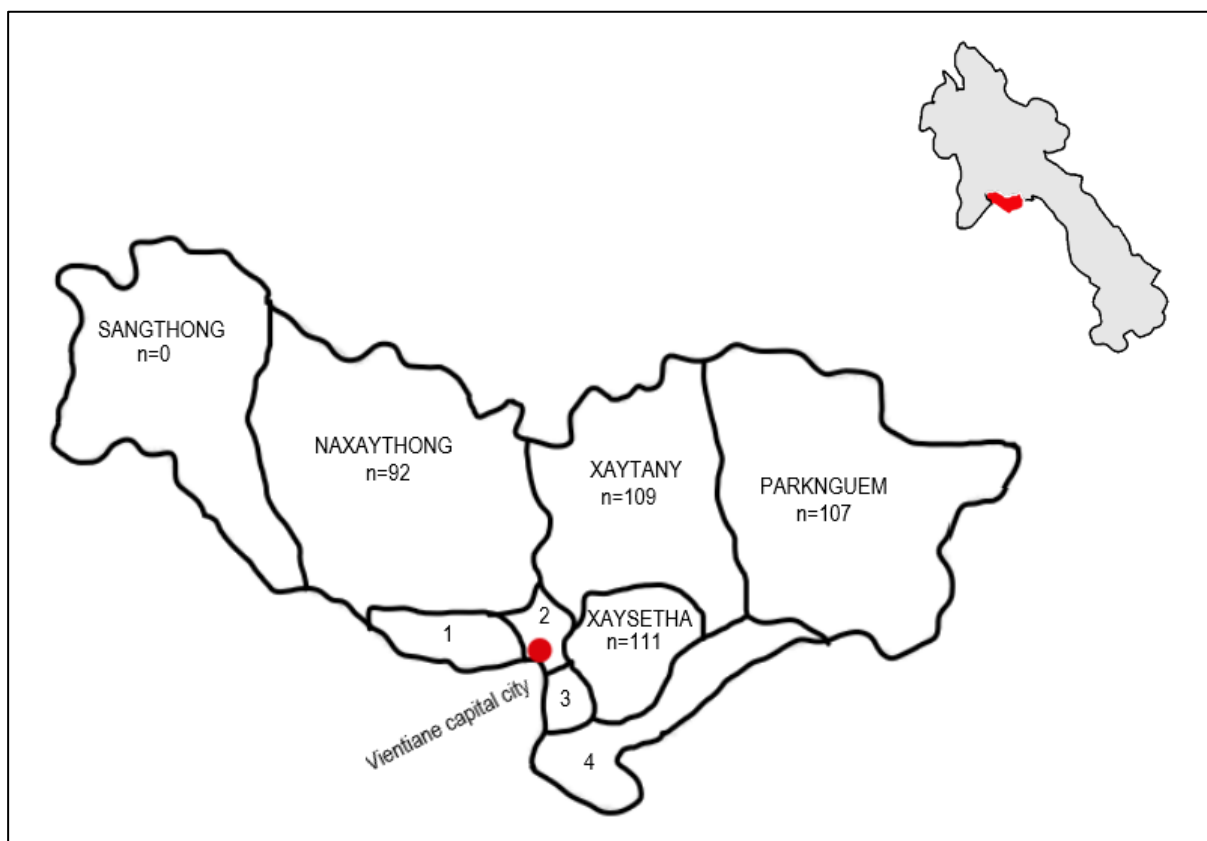 SANGTHONG
n=0
NAXAYTHONG
n=92
XAYTANY
n=109
PARKNGUEM
n=107
1
2
XAYSETHA
n=111
3
4
Vientiane capital city